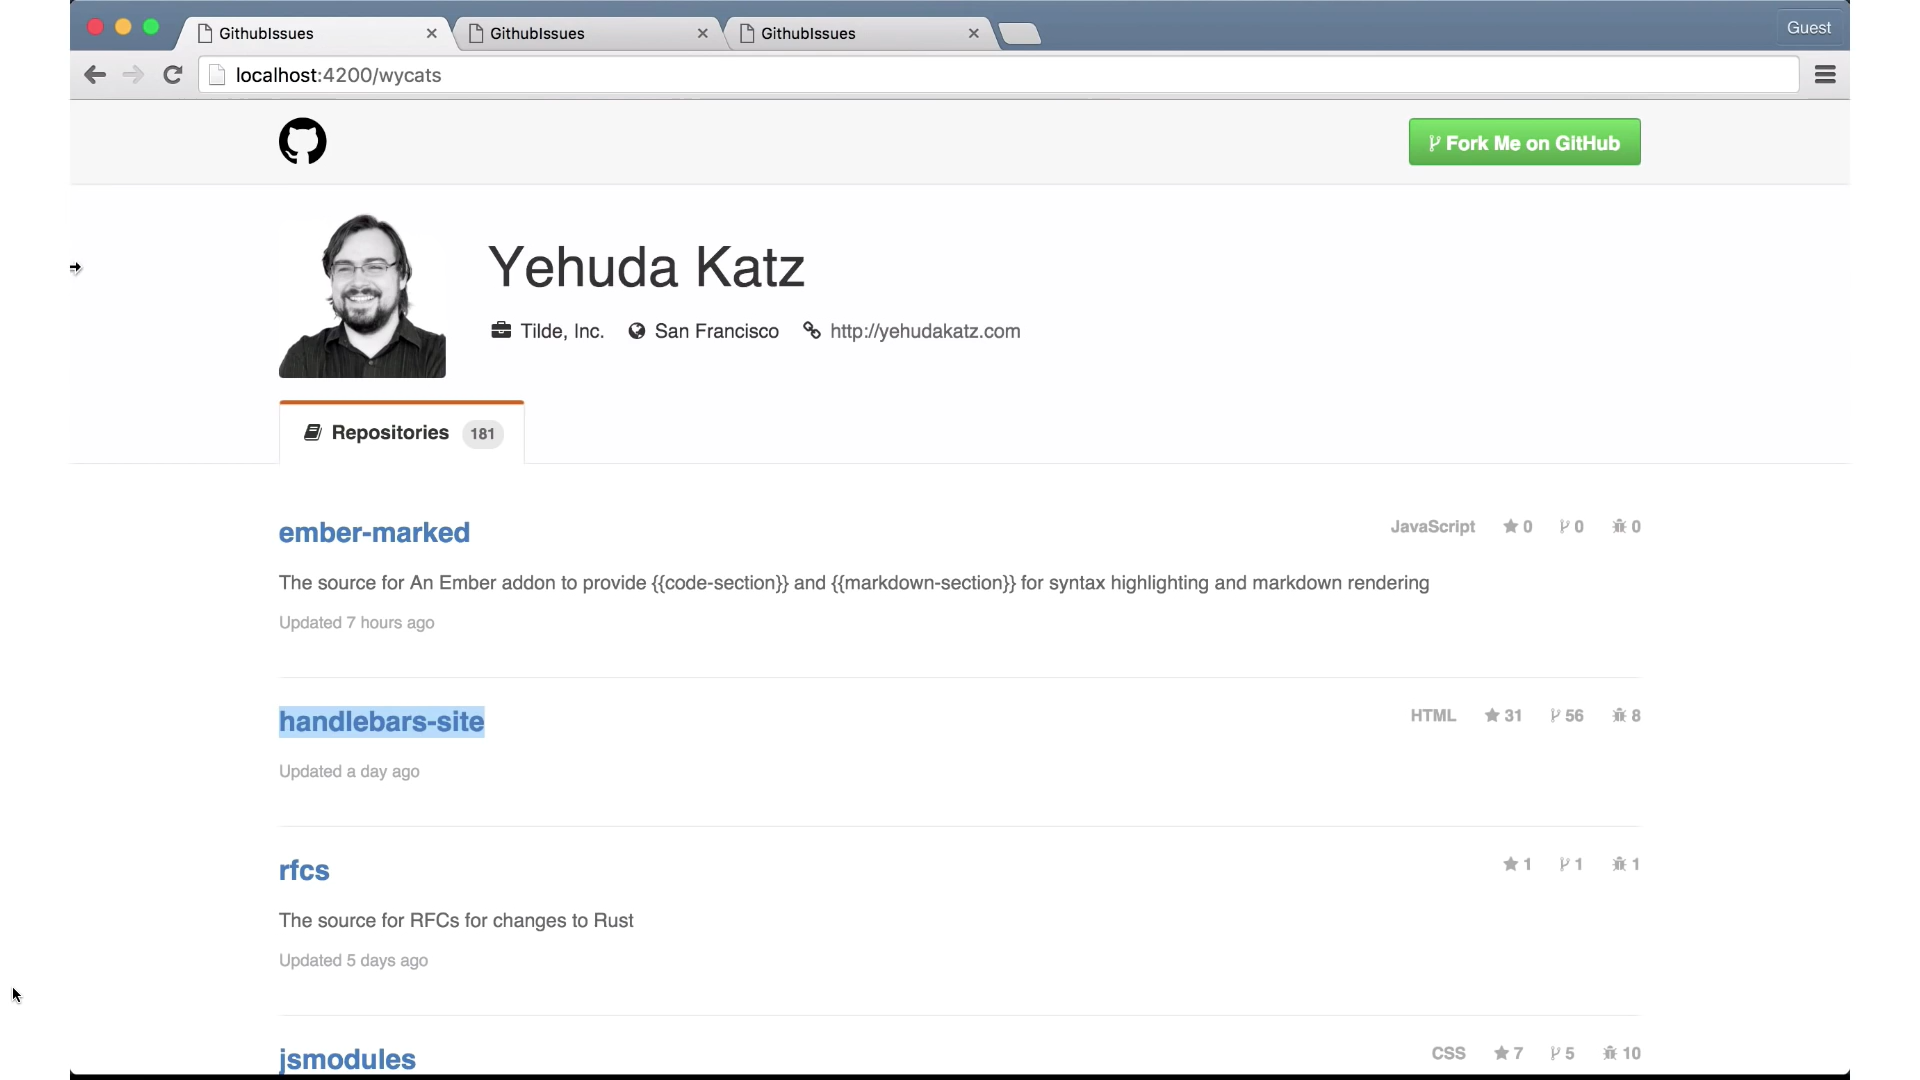 GithubIssues
GithubIssues
GithubIssues
Guest
localhost:4200/wycats
Fork Me on GitHub
Yehuda Katz
Tilde, Inc. San Francisco http://yehudakatz.com
Repositories 181
ember-marked
JavaScript 0 0 0
The source for An Ember addon to provide {{code-section}} and {{markdown-section}} for syntax highlighting and markdown rendering
Updated 7 hours ago
handlebars-site
HTML 31 56 8
Updated a day ago
rfcs
1 1 1
The source for RFCs for changes to Rust
Updated 5 days ago
jsmodules
CSS 7 5 10